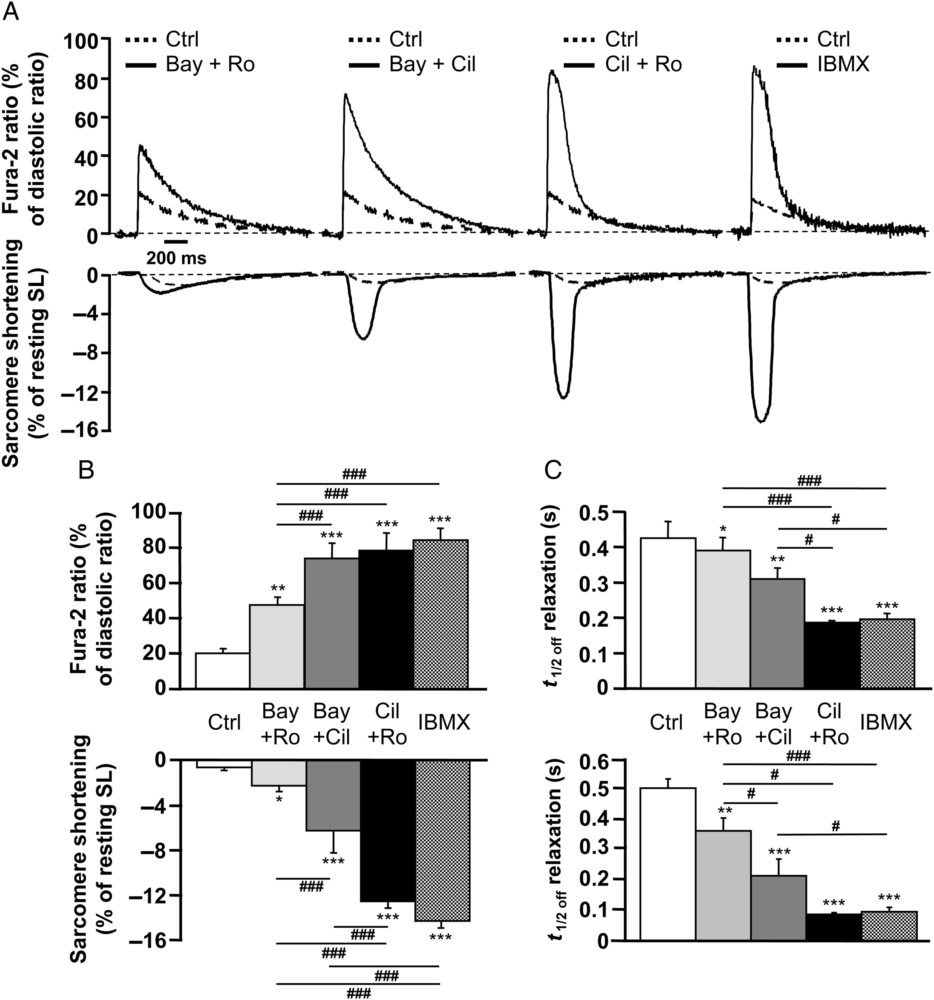 A
Ctrl
Bay + Ro
Ctrl
Bay + Cil
Ctrl
Cil + Ro
Ctrl
IBMX
Fura-2 ratio (%
of diastolic ratio)
100
80
60
40
20
0
200 ms
Sarcomere shortening
(% of resting SL)
0
–4
–8
–12
–16
B
Fura-2 ratio (%
of diastolic ratio)
100
80
60
40
20
0
###
###
###
**
***
***
***
Ctrl
Bay
+Ro
Bay
+Cil
Cil
+Ro
IBMX
Sarcomere shortening
(% of resting SL)
0
–4
–8
–12
–16
*
***
***
***
###
###
###
###
###
C
t 1/2 off relaxation (s)
0.5
0.4
0.3
0.2
0.1
0
###
###
#
#
*
**
***
***
Ctrl
Bay
+Ro
Bay
+Cil
Cil
+Ro
IBMX
t 1/2 off relaxation (s)
0.6
0.5
0.4
0.3
0.2
0.1
0
###
#
#
#
**
***
***
***